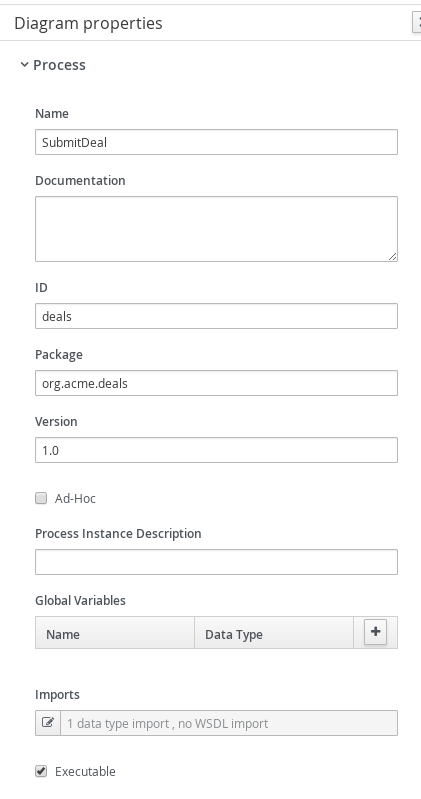 Diagram properties
Process
Name
SubmitDeal
Documentation
ID
deals
Package
org.acme.deals
Version
1.0
Ad-Hoc
Process Instance Description
Global Variables
Name Data Type
Imports
1 data type import , no WSDL import
Executable